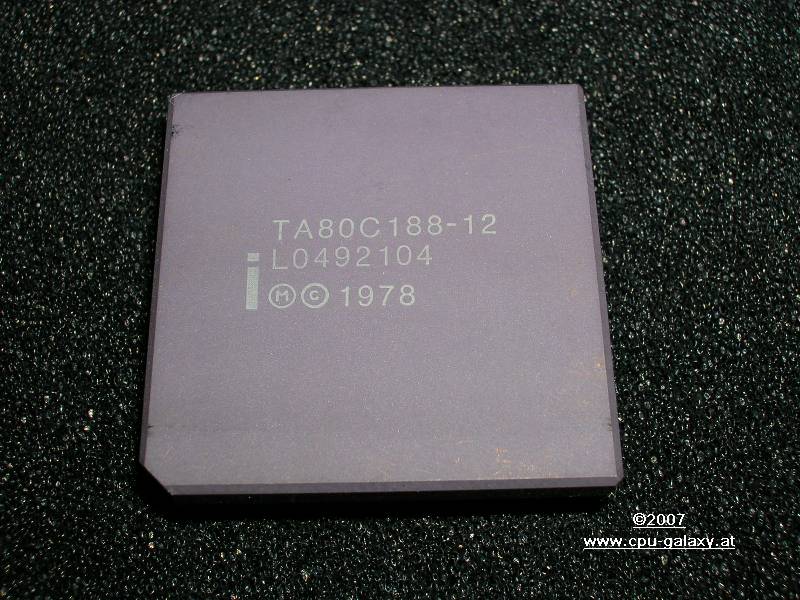 TA80C188-12
L0492104
i Ⓜ © 1978
©2007
www.cpu-galaxy.at